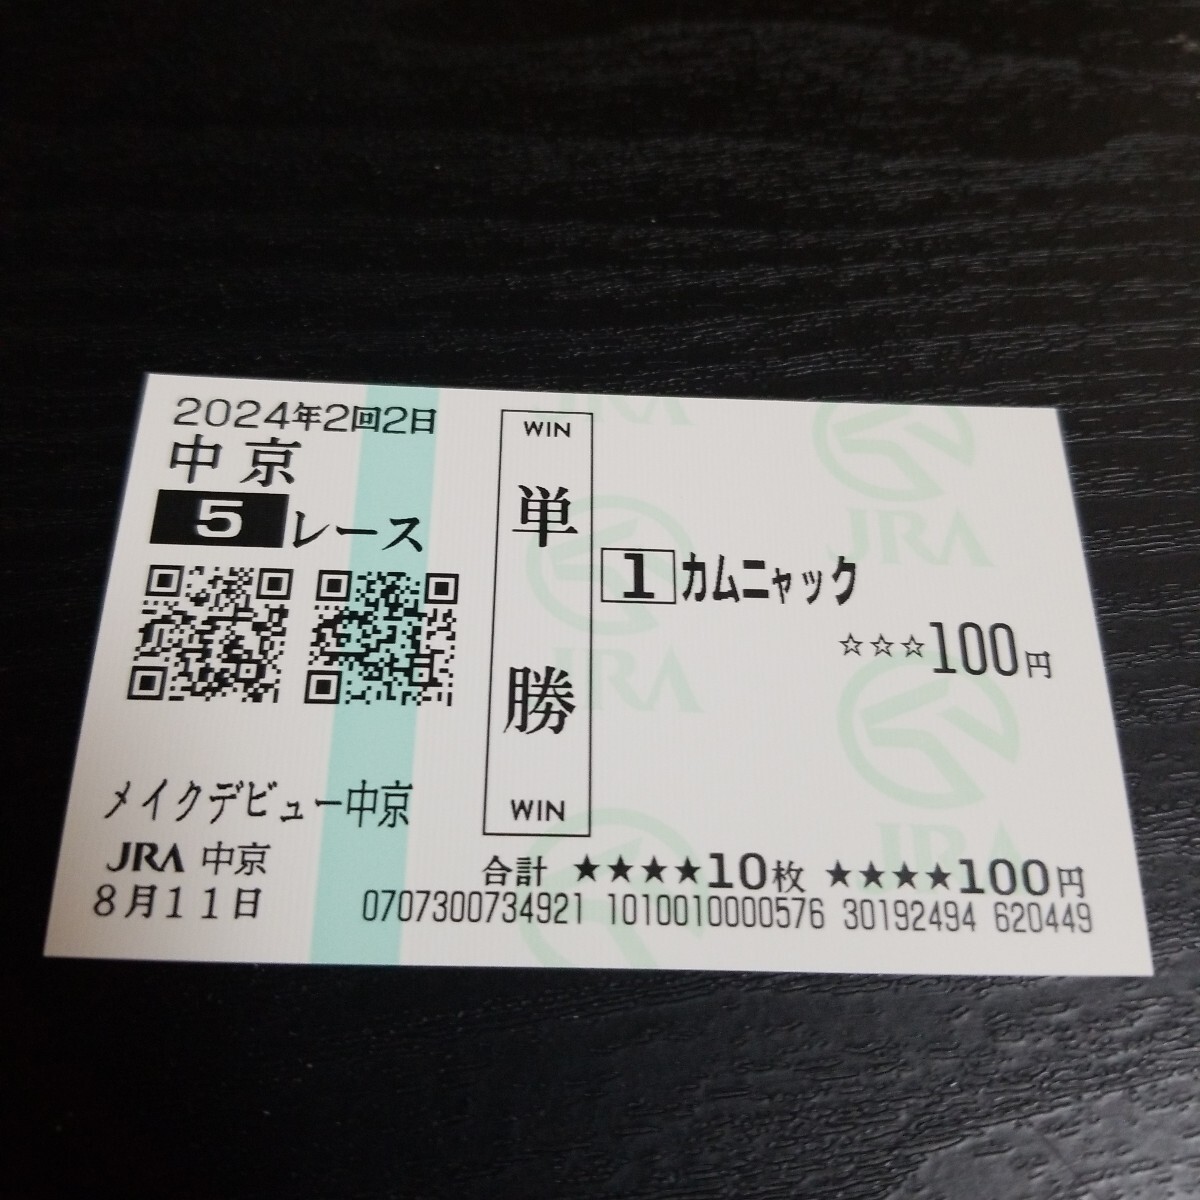 2024年2回2日
中京
5レース
メイクデビュー中京
JRA 中京
8月11日
WIN
単勝
WIN
1 カムニャック
☆☆☆100円
合計 ★★★★10枚 ★★★★100円
0707300734921 1010010000576 30192494 620449
JRA
JRA
JRA
JRA